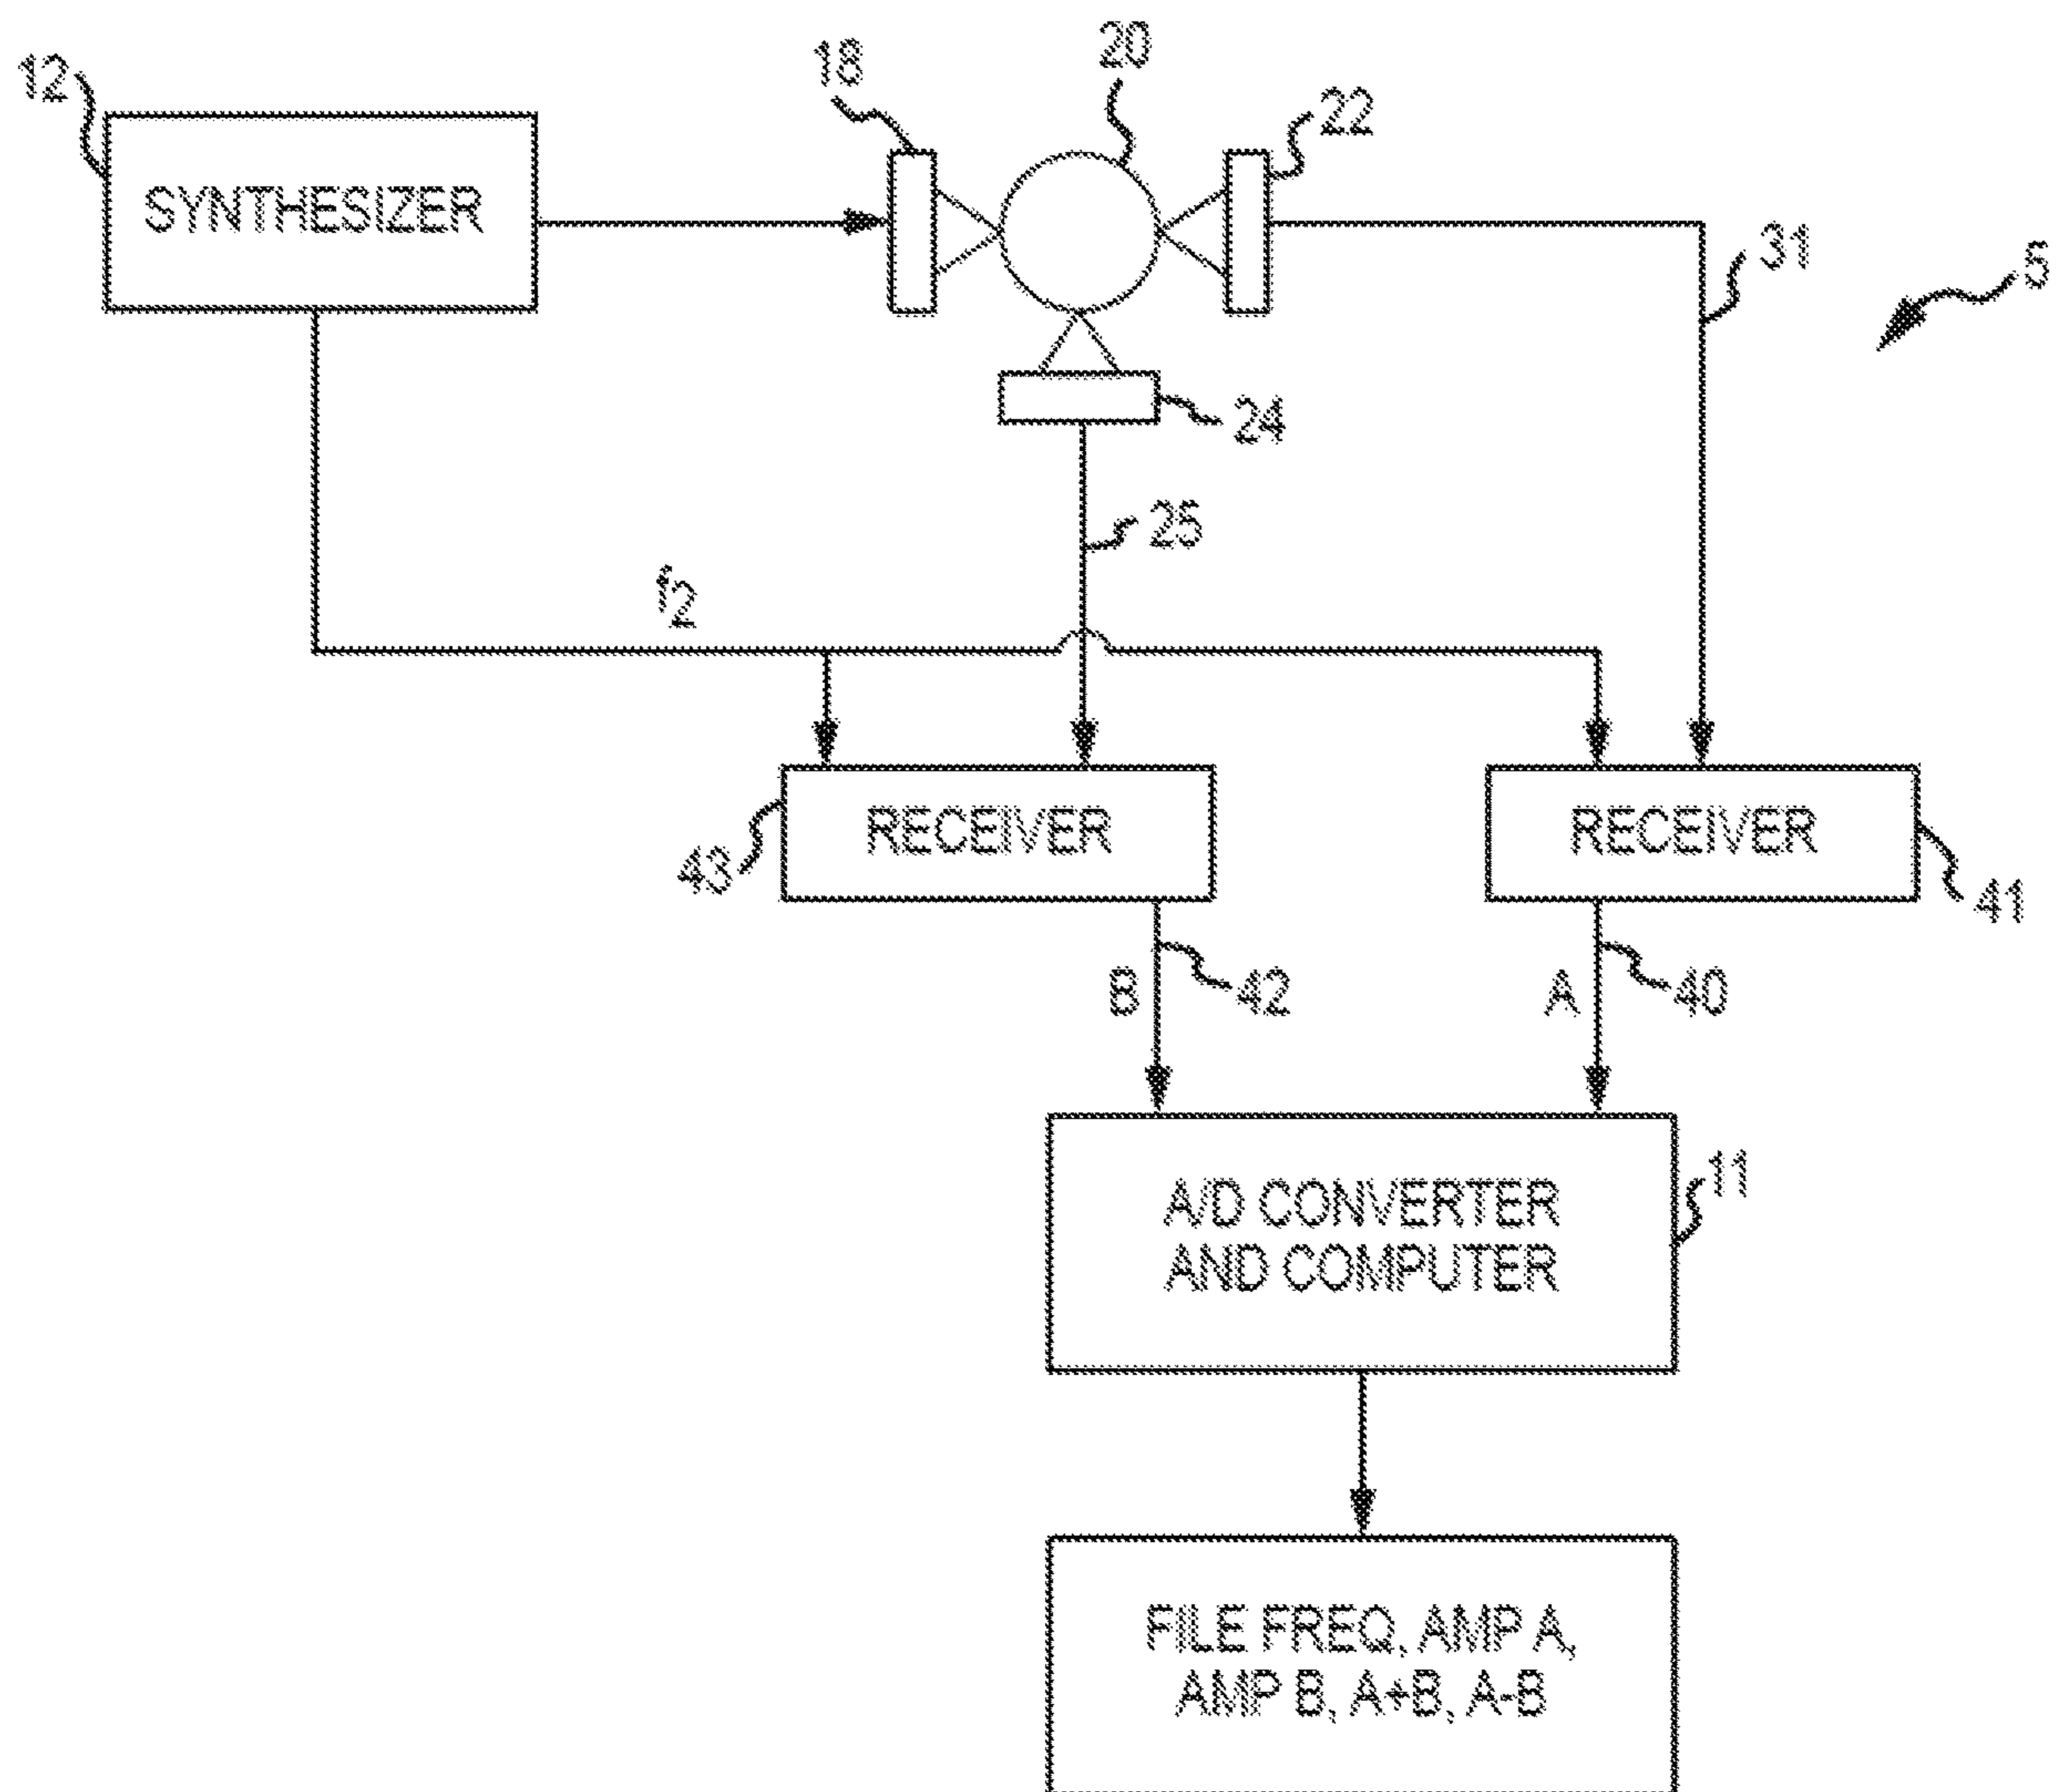 12
18
20
22
SYNTHESIZER
31
5
24
25
f2
RECEIVER
RECEIVER
43
41
B
42
A
40
A/D CONVERTER
AND COMPUTER
11
FILE FREQ, AMP A,
AMP B, A+B, A-B